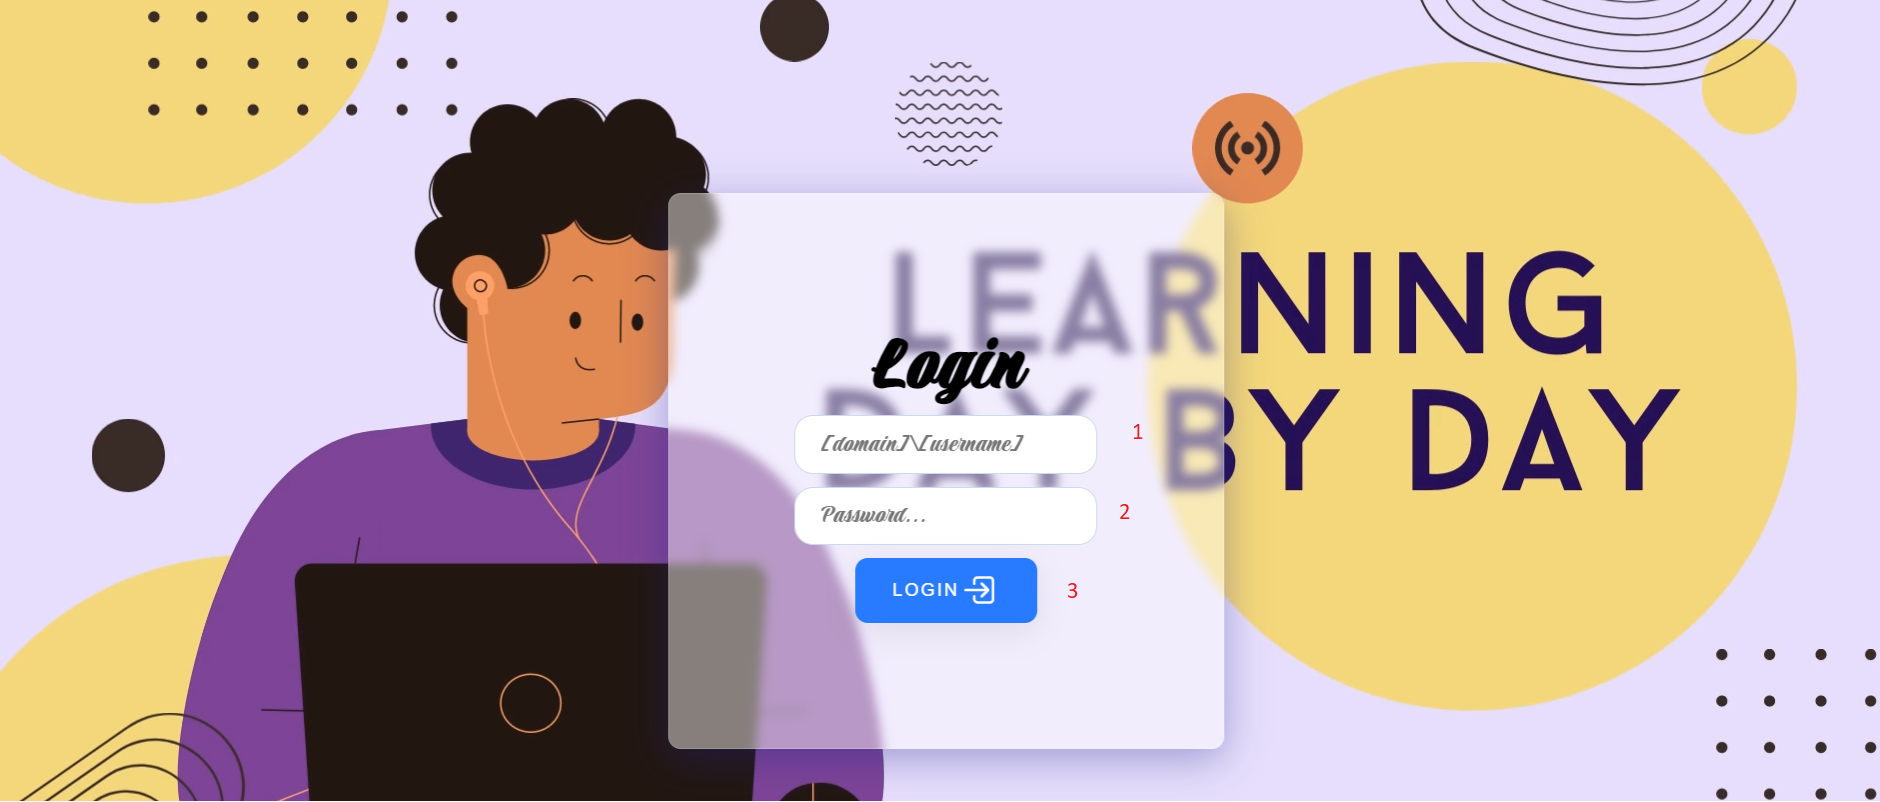 LEARNING
Login
BY DAY
DAY
[domain]\[username]
1
Password...
2
LOGIN
3